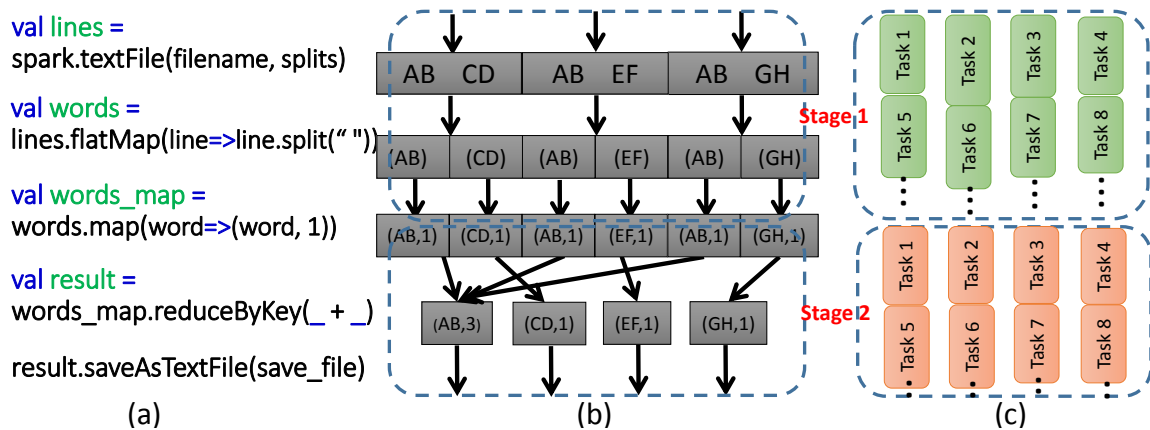 val lines =
spark.textFile(filename, splits)
val words =
lines.flatMap(line=>line.split(“ "))
val words_map =
words.map(word=>(word, 1))
val result =
words_map.reduceByKey(_ + _)
result.saveAsTextFile(save_file)
(a)
AB CD AB EF AB GH
(AB) (CD) (AB) (EF) (AB) (GH)
(AB,1) (CD,1) (AB,1) (EF,1) (AB,1) (GH,1)
(AB,3) (CD,1) (EF,1) (GH,1)
(b)
Stage 1
Stage 2
Task 1 Task 2 Task 3 Task 4
Task 5 Task 6 Task 7 Task 8
Task 1 Task 2 Task 3 Task 4
Task 5 Task 6 Task 7 Task 8
(c)